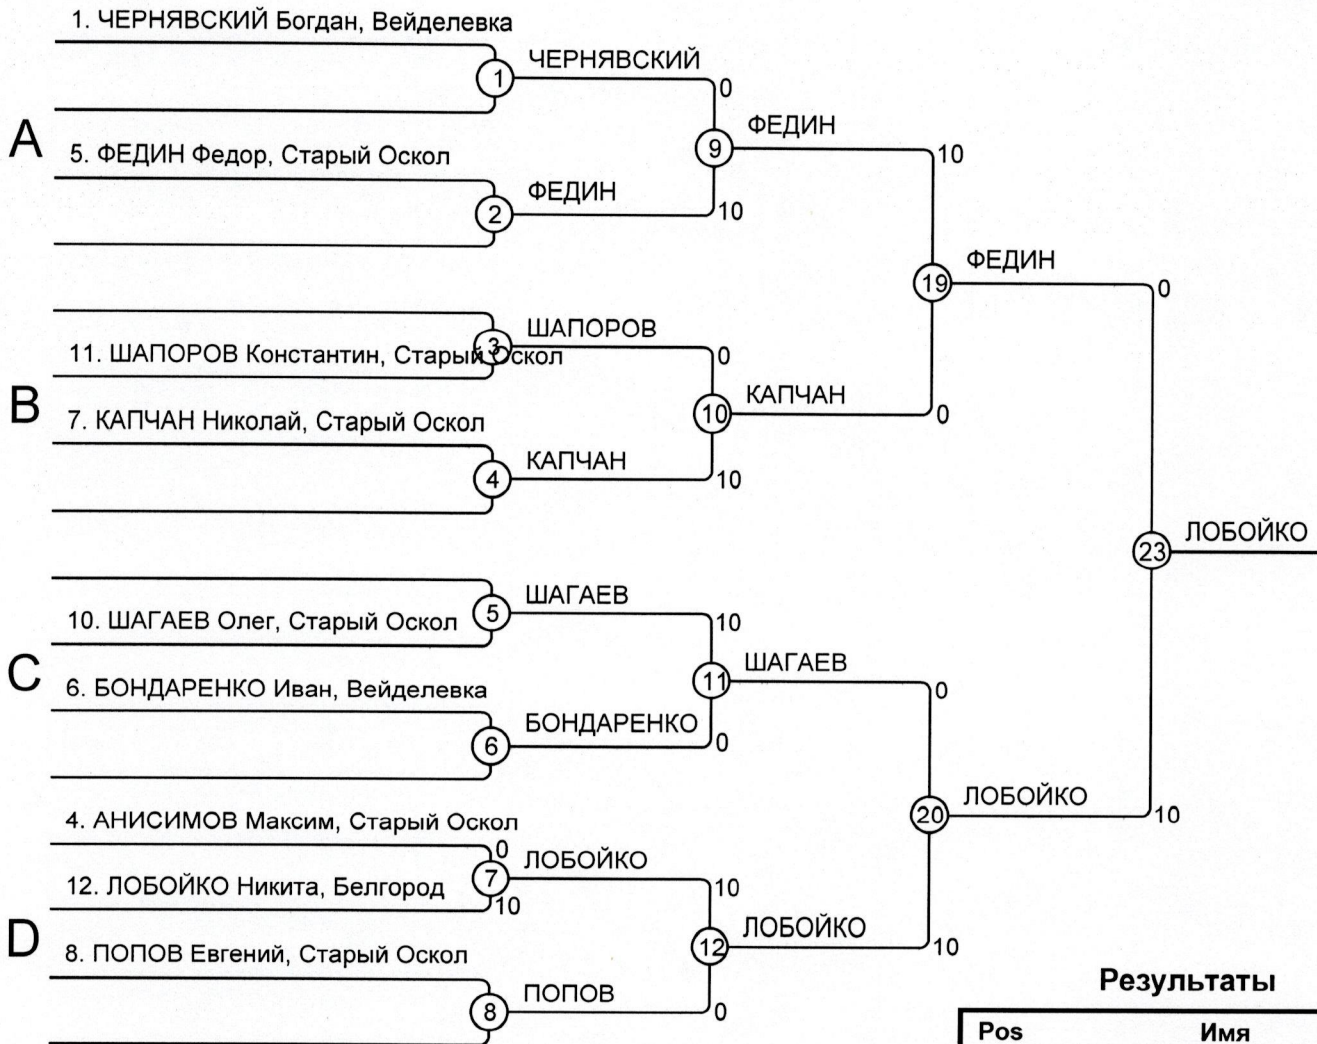 1. ЧЕРНЯВСКИЙ Богдан, Вейделевка
1
ЧЕРНЯВСКИЙ
0
A
5. ФЕДИН Федор, Старый Оскол
2
ФЕДИН
10
9
ФЕДИН
10
11. ШАПОРОВ Константин, Старый Оскол
3
ШАПОРОВ
0
B
7. КАПЧАН Николай, Старый Оскол
4
КАПЧАН
10
10
КАПЧАН
0
19
ФЕДИН
0
10. ШАГАЕВ Олег, Старый Оскол
5
ШАГАЕВ
10
C
6. БОНДАРЕНКО Иван, Вейделевка
6
БОНДАРЕНКО
0
11
ШАГАЕВ
0
4. АНИСИМОВ Максим, Старый Оскол
0
12. ЛОБОЙКО Никита, Белгород
10
7
ЛОБОЙКО
10
D
8. ПОПОВ Евгений, Старый Оскол
8
ПОПОВ
0
12
ЛОБОЙКО
10
20
ЛОБОЙКО
10
23
ЛОБОЙКО
Результаты
Pos Имя